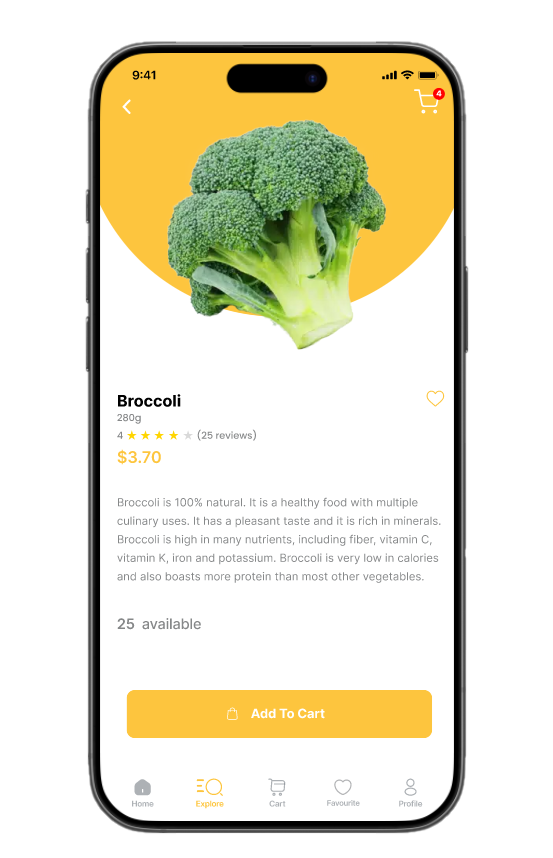 9:41
4
Broccoli
280g
4 (25 reviews)
$3.70
Broccoli is 100% natural. It is a healthy food with multiple
culinary uses. It has a pleasant taste and it is rich in minerals.
Broccoli is high in many nutrients, including fiber, vitamin C,
vitamin K, iron and potassium. Broccoli is very low in calories
and also boasts more protein than most other vegetables.
25 available
Add To Cart
Home Explore Cart Favourite Profile